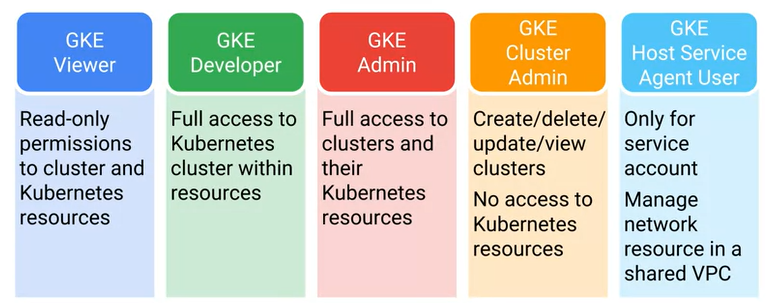 GKE
Viewer
Read-only
permissions
to cluster and
Kubernetes
resources
GKE
Developer
Full access to
Kubernetes
cluster within
resources
GKE
Admin
Full access to
clusters and
their
Kubernetes
resources
GKE
Cluster
Admin
Create/delete/
update/view
clusters
No access to
Kubernetes
resources
GKE
Host Service
Agent User
Only for
service
account
Manage
network
resource in a
shared VPC